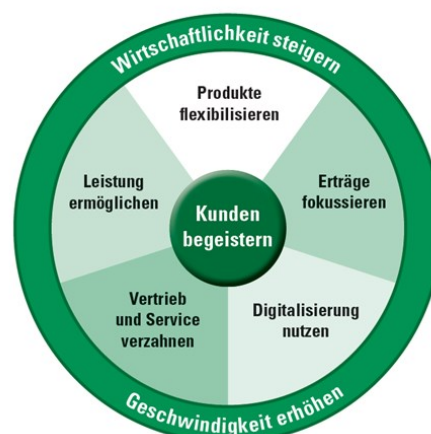 Wirtschaftlichkeit steigern
Produkte
flexibilisieren
Leistung
ermöglichen
Erträge
fokussieren
Kunden
begeistern
Vertrieb
und Service
verzahnen
Digitalisierung
nutzen
Geschwindigkeit erhöhen